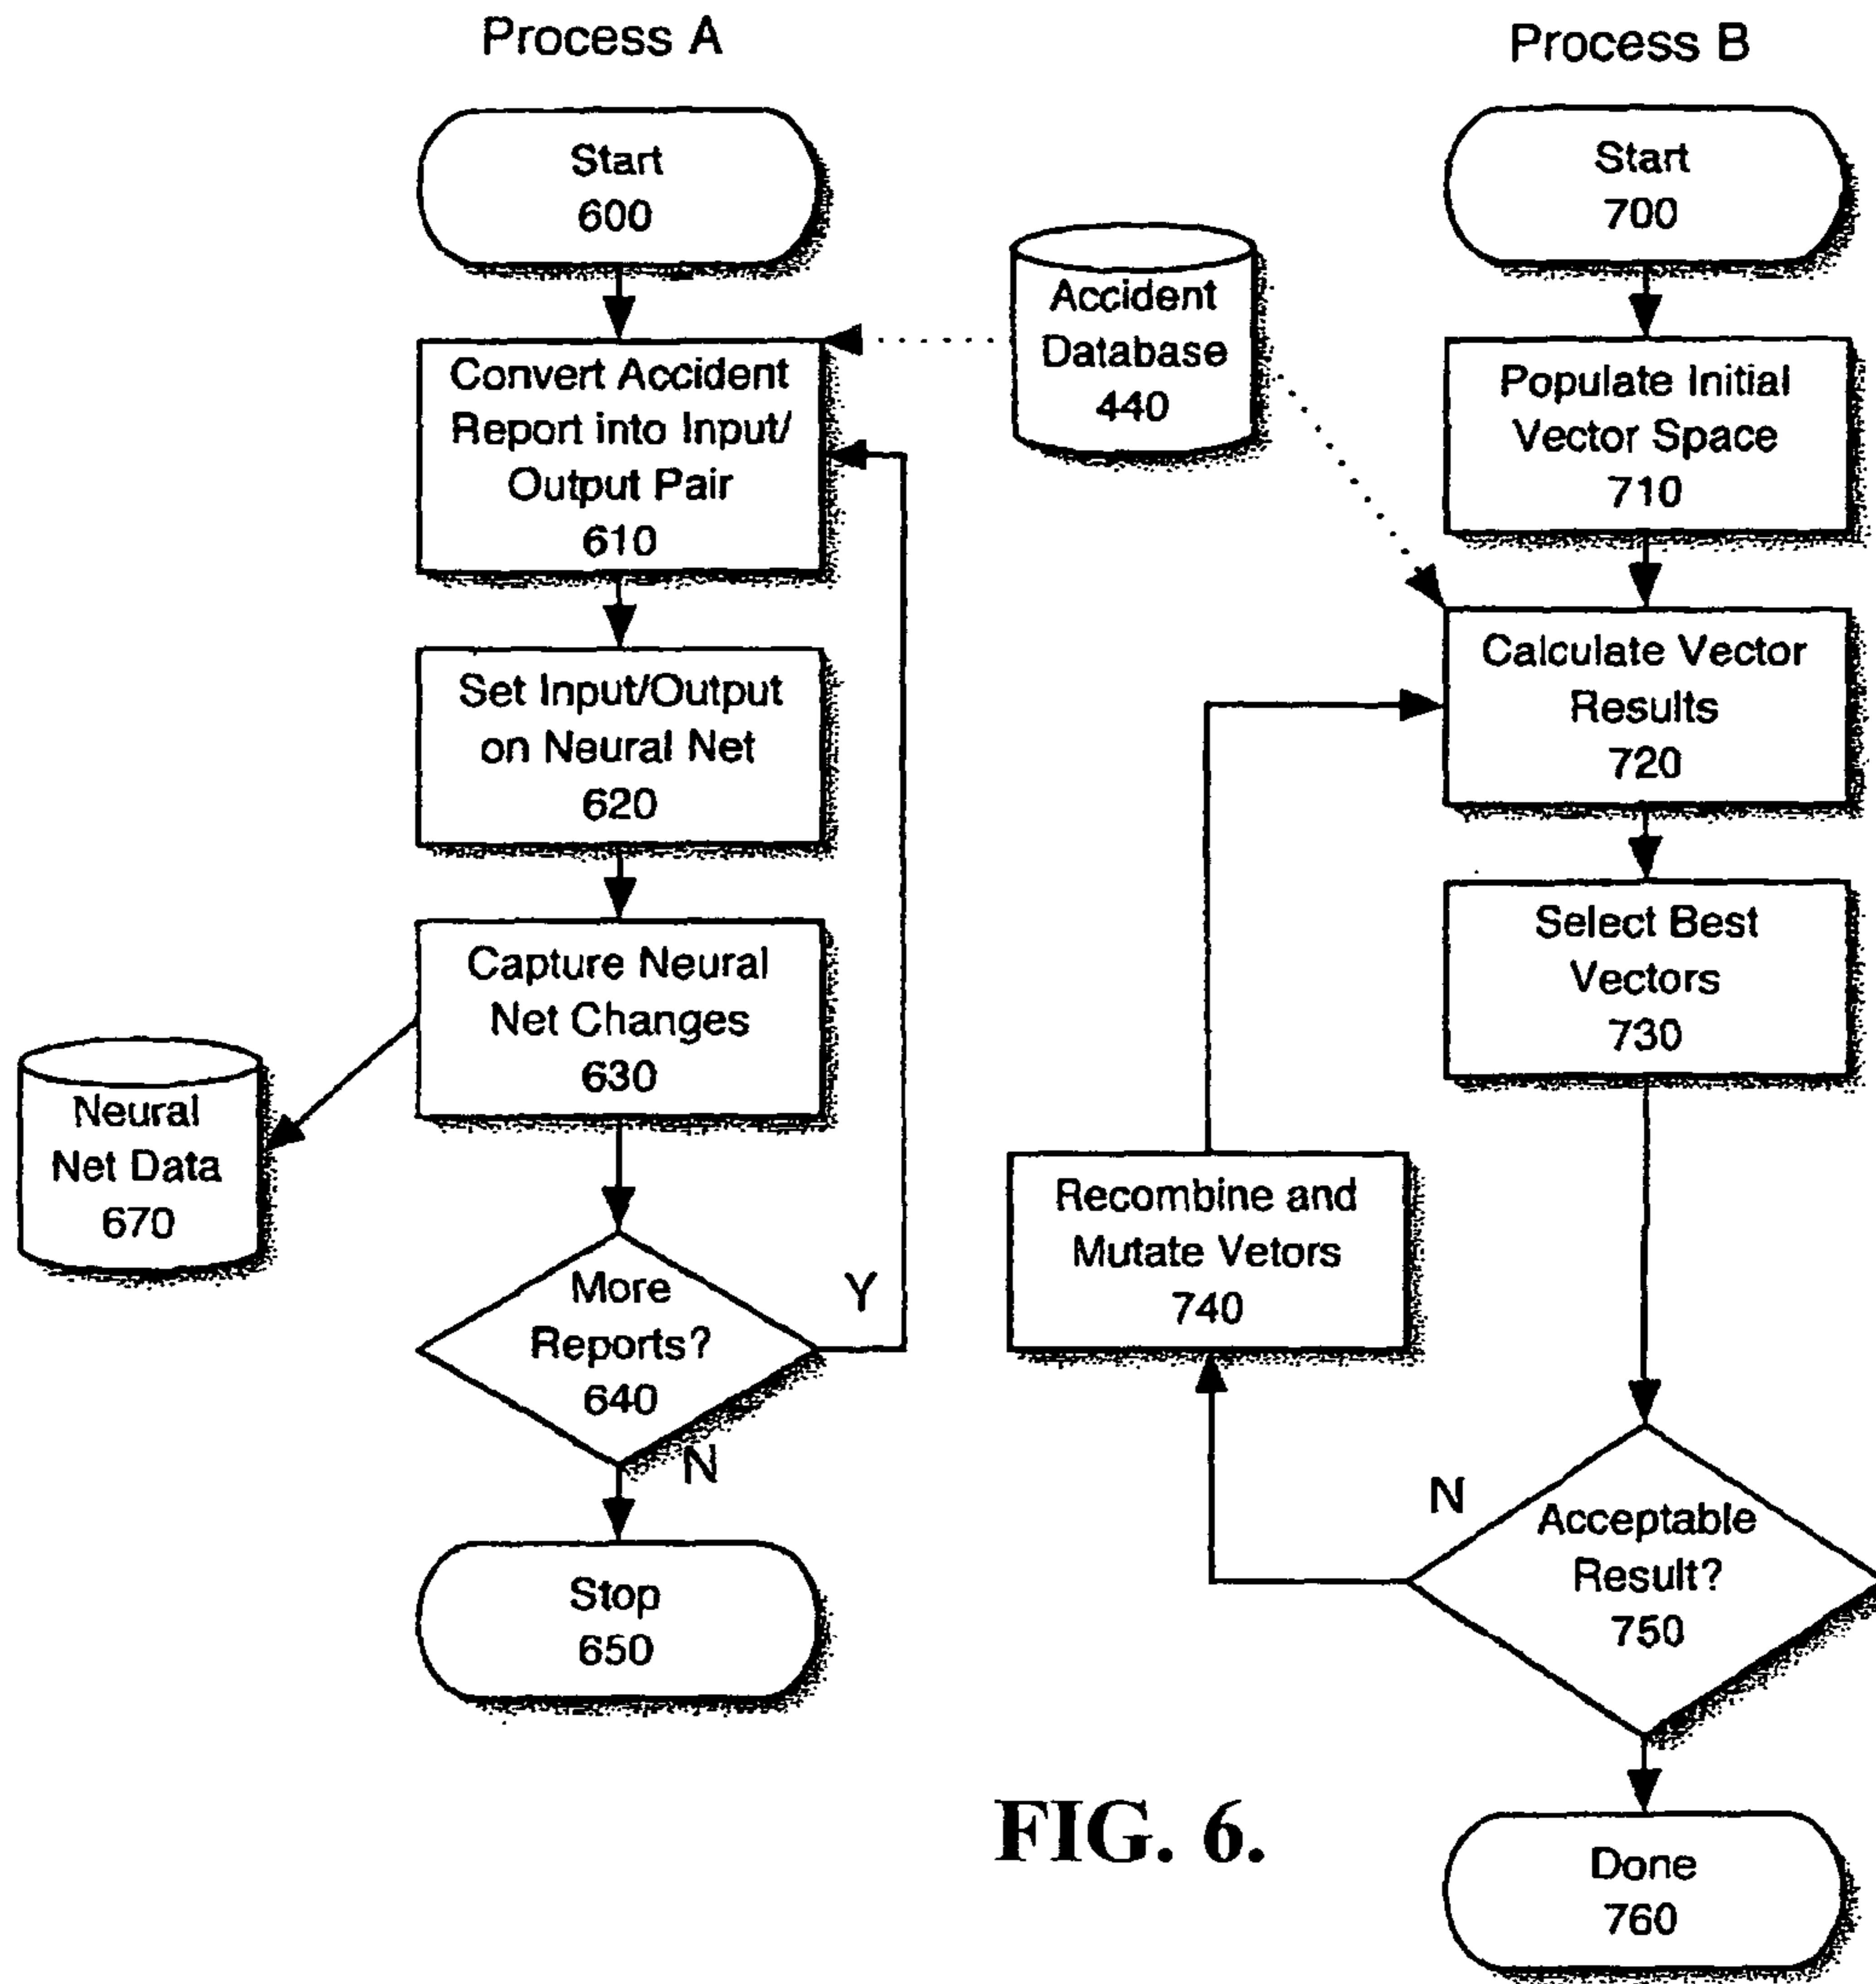 Process A
Start
600
Convert Accident
Report into Input/
Output Pair
610
Set Input/Output
on Neural Net
620
Capture Neural
Net Changes
630
Neural
Net Data
670
More
Reports?
640
Y
N
Stop
650
Accident
Database
440
Process B
Start
700
Populate Initial
Vector Space
710
Calculate Vector
Results
720
Select Best
Vectors
730
Recombine and
Mutate Vetors
740
N
Acceptable
Result?
750
Done
760
FIG. 6.